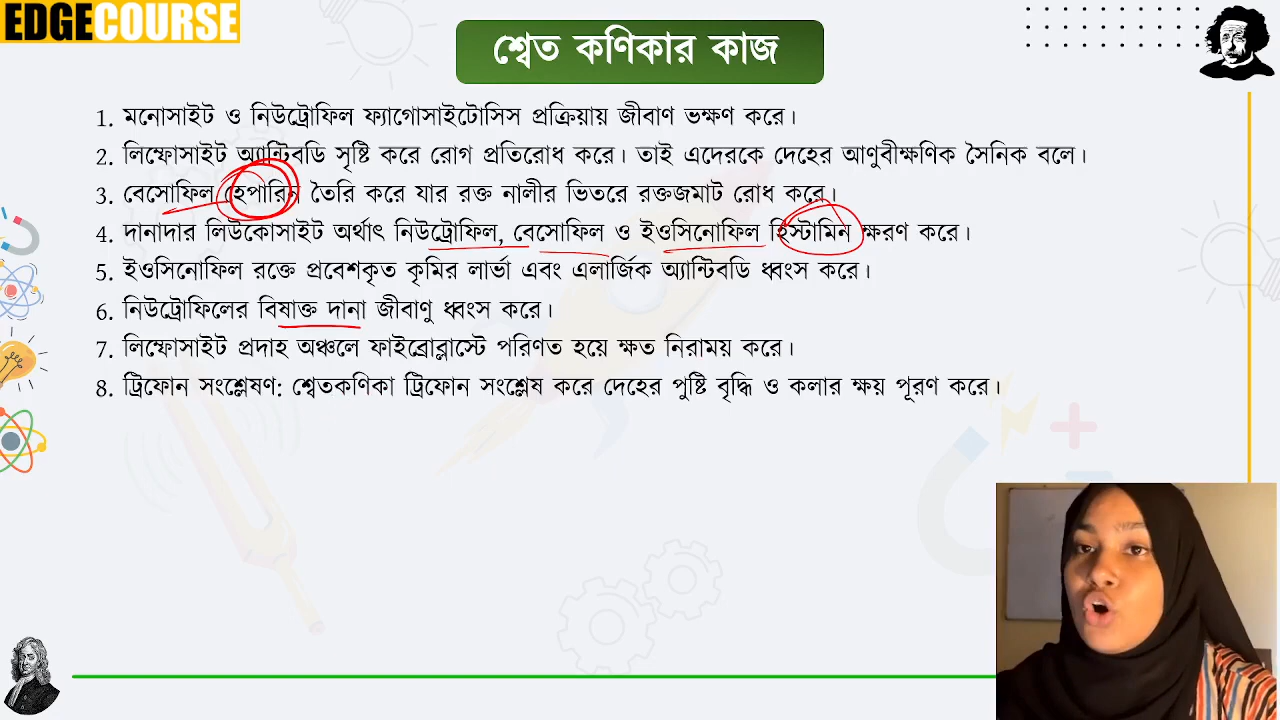 EDGECOURSE
শ্বেত কণিকার কাজ
1. মনোসাইট ও নিউট্রোফিল ফ্যাগোসাইটোসিস প্রক্রিয়ায় জীবাণ ভক্ষণ করে।
2. লিম্ফোসাইট অ্যান্টিবডি সৃষ্টি করে রোগ প্রতিরোধ করে। তাই এদেরকে দেহের আণুবীক্ষণিক সৈনিক বলে।
3. বেসোফিল হেপারিন তৈরি করে যার রক্ত নালীর ভিতরে রক্তজমাট রোধ করে।
4. দানাদার লিউকোসাইট অর্থাৎ নিউট্রোফিল, বেসোফিল ও ইওসিনোফিল হিস্টামিন ক্ষরণ করে।
5. ইওসিনোফিল রক্তে প্রবেশকৃত কৃমির লার্ভা এবং এলার্জিক অ্যান্টিবডি ধ্বংস করে।
6. নিউট্রোফিলের বিষাক্ত দানা জীবাণু ধ্বংস করে।
7. লিম্ফোসাইট প্রদাহ অঞ্চলে ফাইব্রোব্লাস্টে পরিণত হয়ে ক্ষত নিরাময় করে।
8. ট্রিফোন সংশ্লেষণ: শ্বেতকণিকা ট্রিফোন সংশ্লেষ করে দেহের পুষ্টি বৃদ্ধি ও কলার ক্ষয় পূরণ করে।